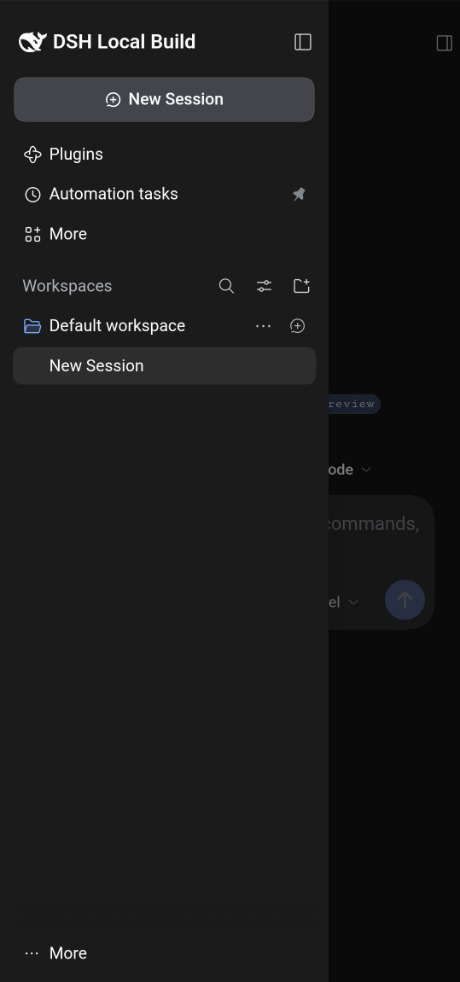 DSH Local Build
New Session
Plugins
Automation tasks
More
Workspaces
Default workspace
New Session
review
ode
commands,
el
More